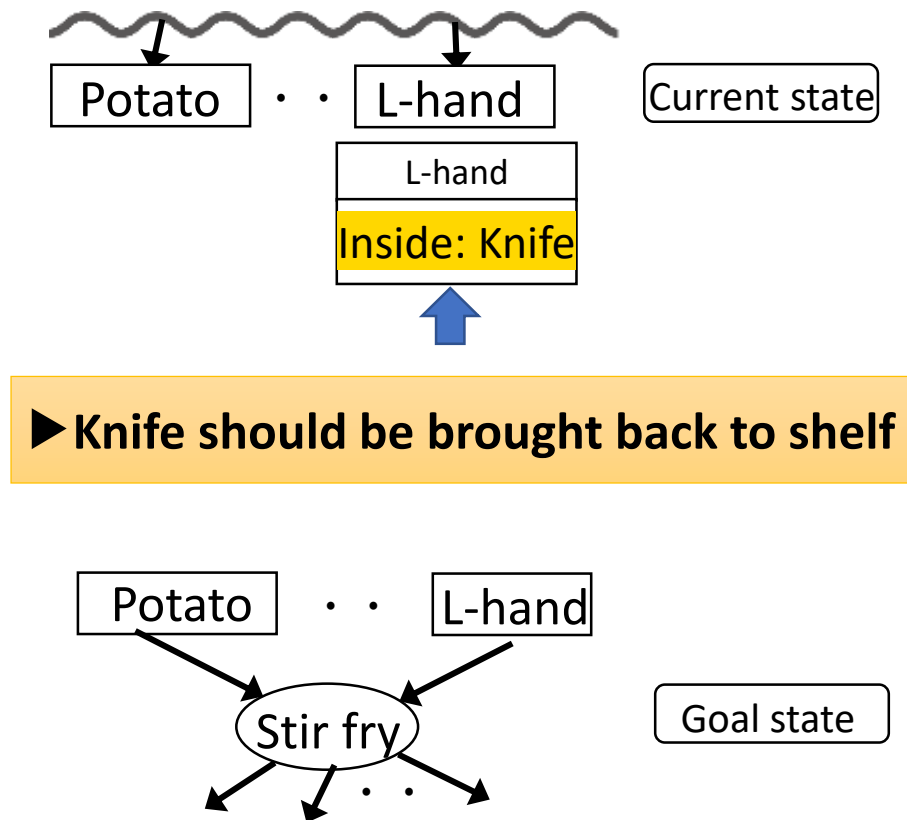 Potato ・ ・ L-hand
Current state
L-hand
Inside: Knife
▶Knife should be brought back to shelf
Potato ・ ・ L-hand
Stir fry
Goal state
・ ・